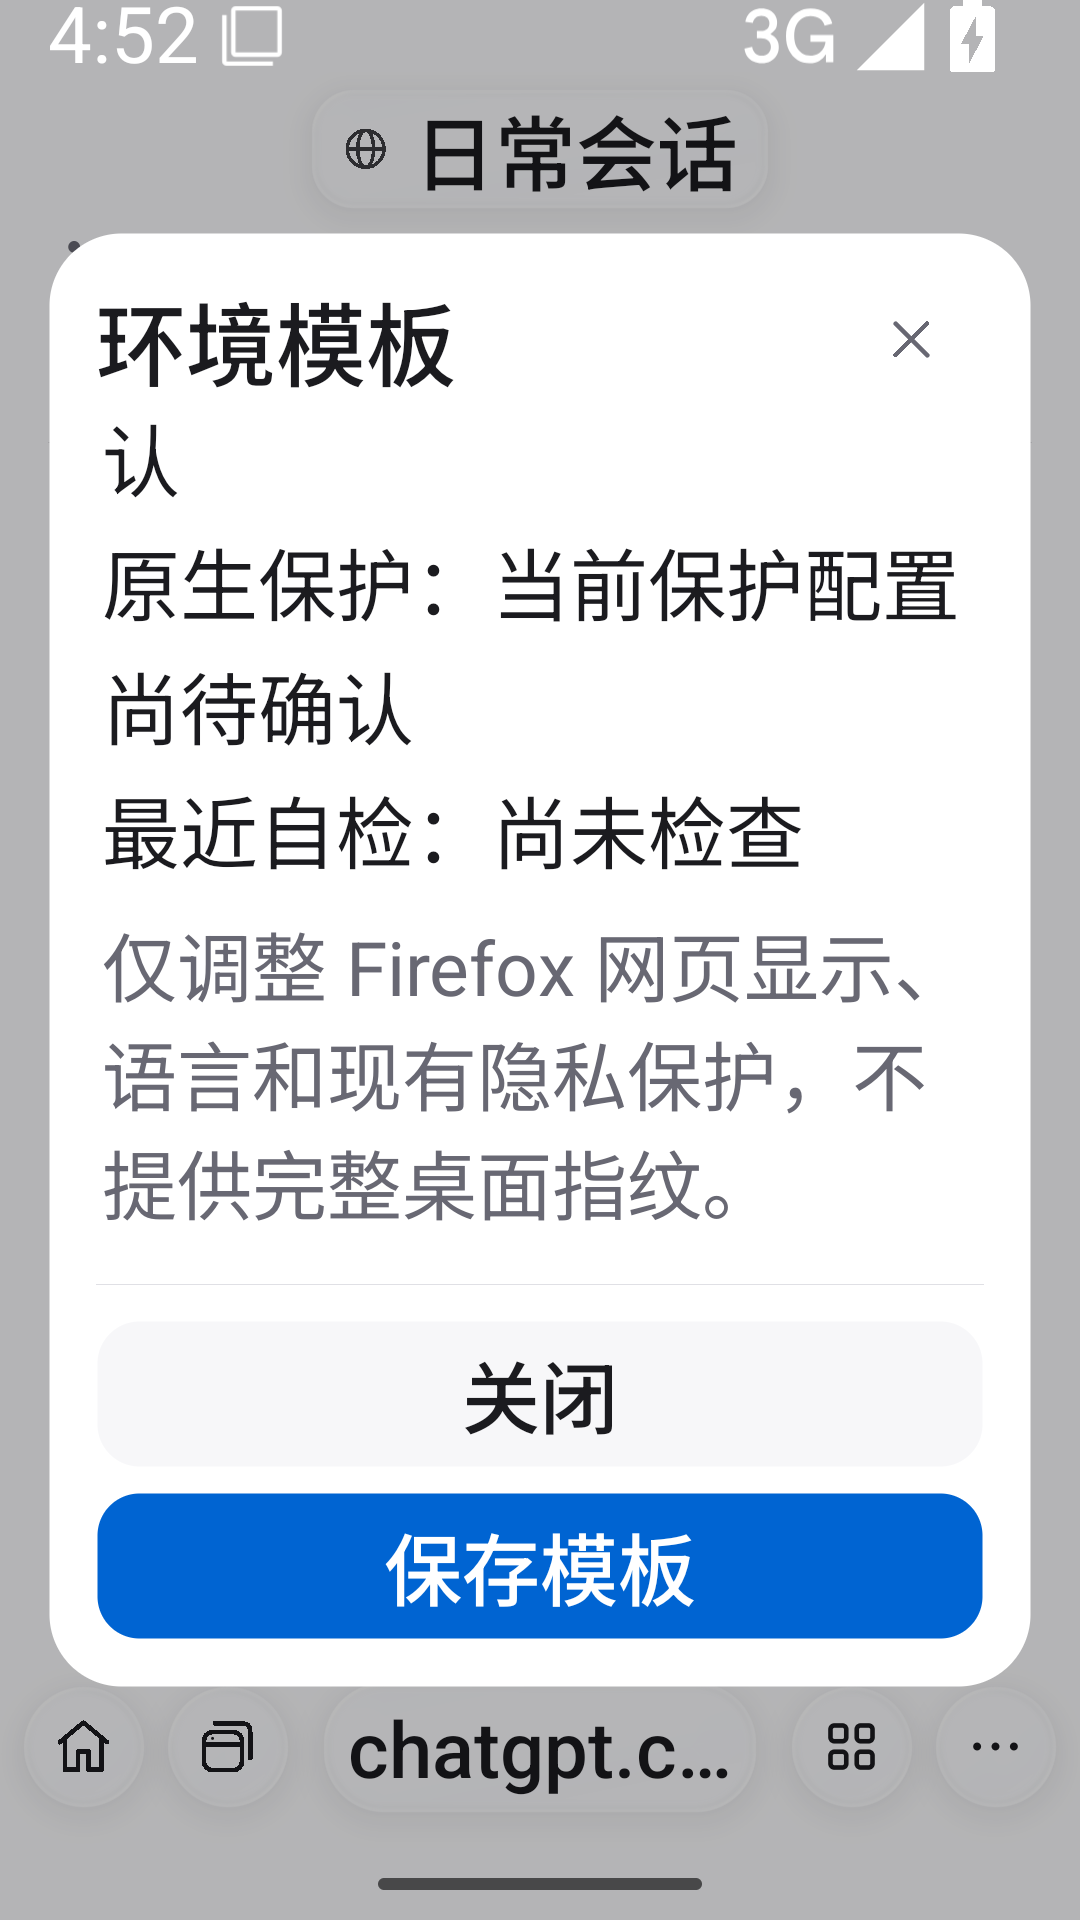 4:52
3G
日常会话
环境模板
认
原生保护：当前保护配置
尚待确认
最近自检：尚未检查
仅调整 Firefox 网页显示、
语言和现有隐私保护，不
提供完整桌面指纹。
关闭
保存模板
chatgpt.c...